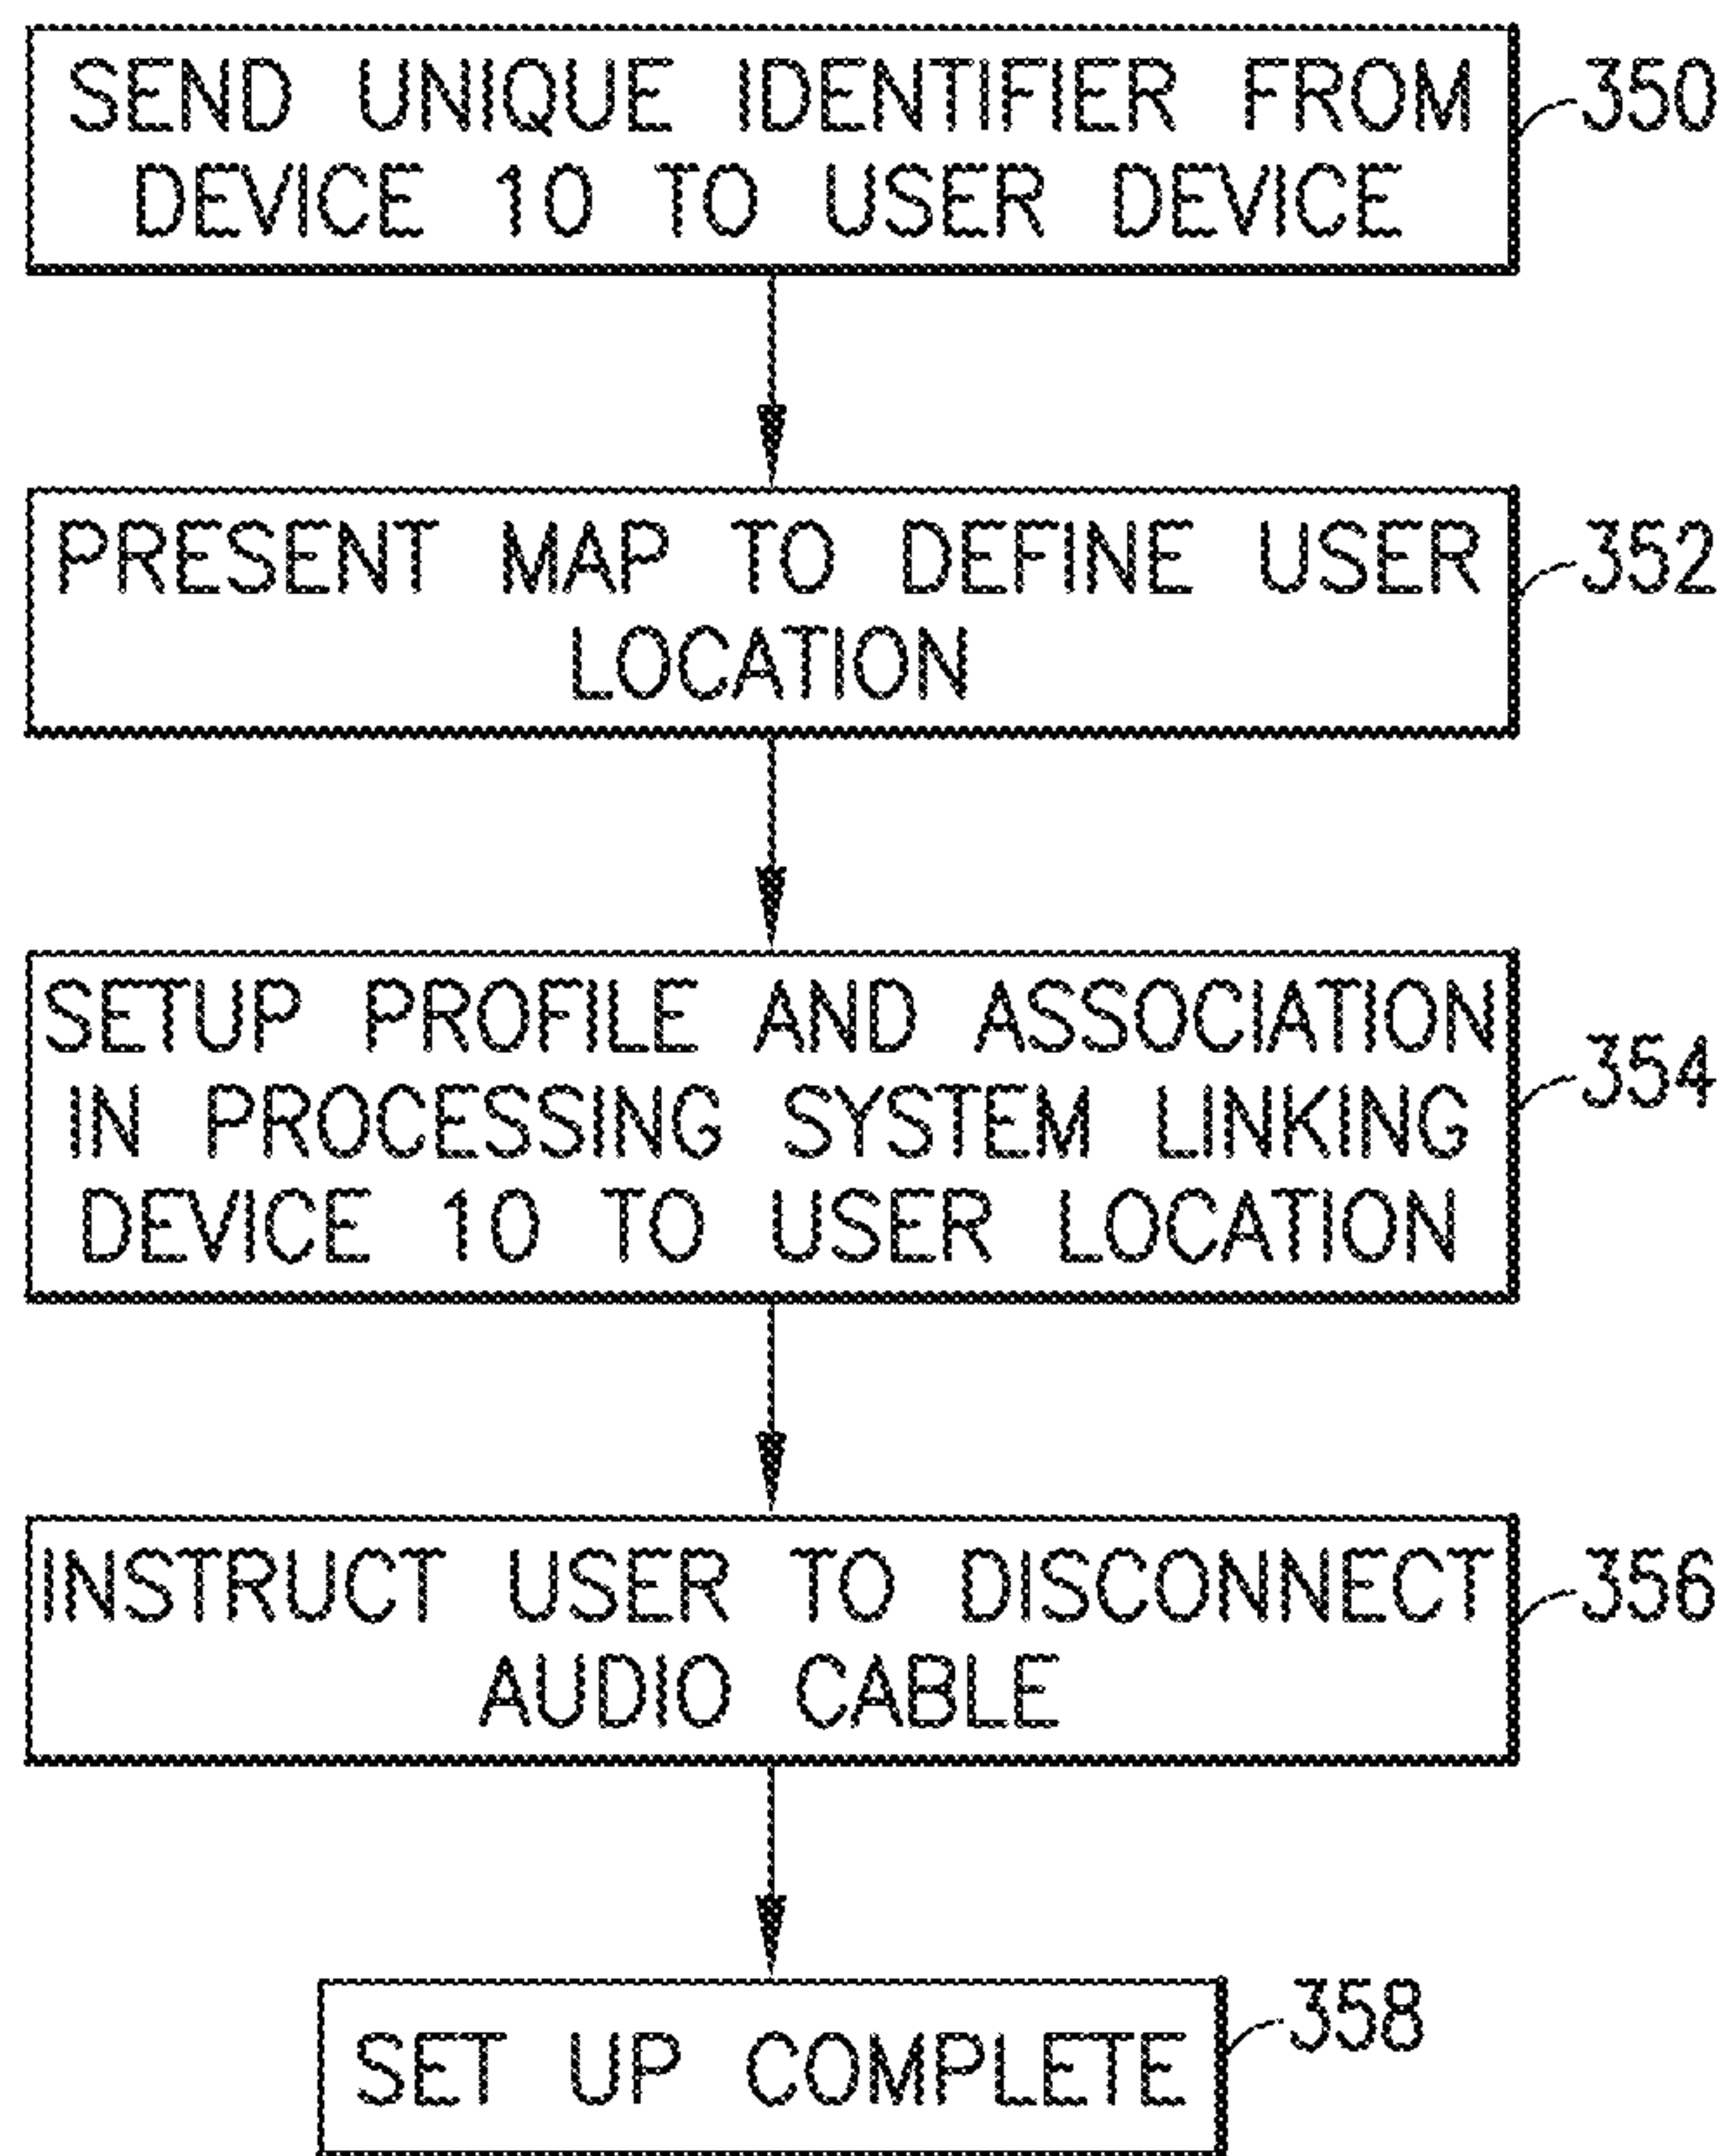 SEND UNIQUE IDENTIFIER FROM
DEVICE 10 TO USER DEVICE
350
PRESENT MAP TO DEFINE USER
LOCATION
352
SETUP PROFILE AND ASSOCIATION
IN PROCESSING SYSTEM LINKING
DEVICE 10 TO USER LOCATION
354
INSTRUCT USER TO DISCONNECT
AUDIO CABLE
356
SET UP COMPLETE
358